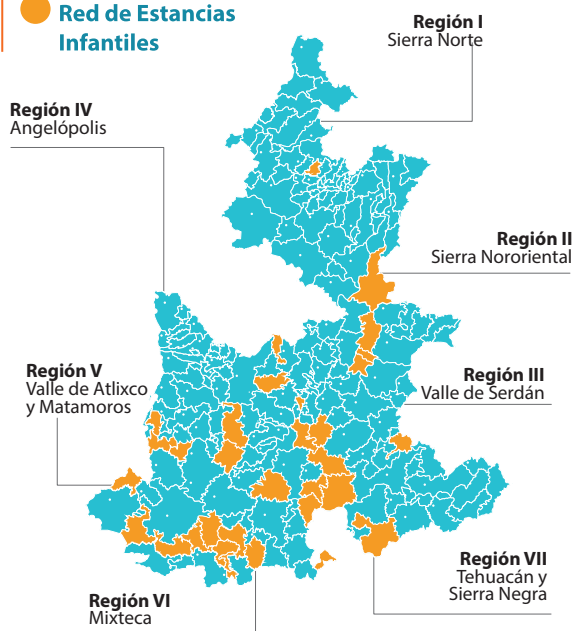 Red de Estancias
Infantiles
Región I
Sierra Norte
Región IV
Angelópolis
Región II
Sierra Nororiental
Región V
Valle de Atlixco
y Matamoros
Región III
Valle de Serdán
Región VII
Tehuacán y
Sierra Negra
Región VI
Mixteca